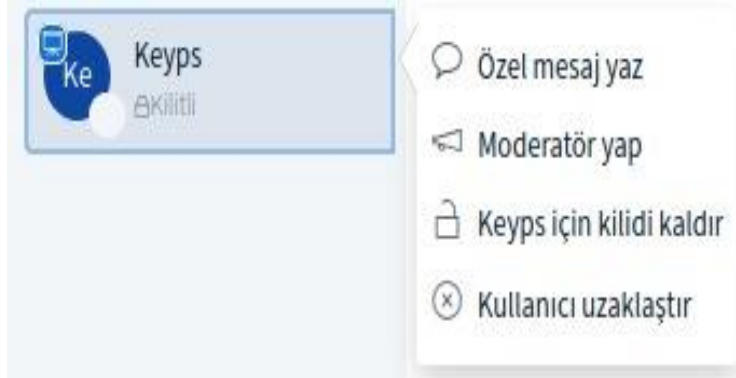 Ke
Keyps
Kilitli
Özel mesaj yaz
Moderatör yap
Keyps için kilidi kaldır
Kullanıcı uzaklaştır